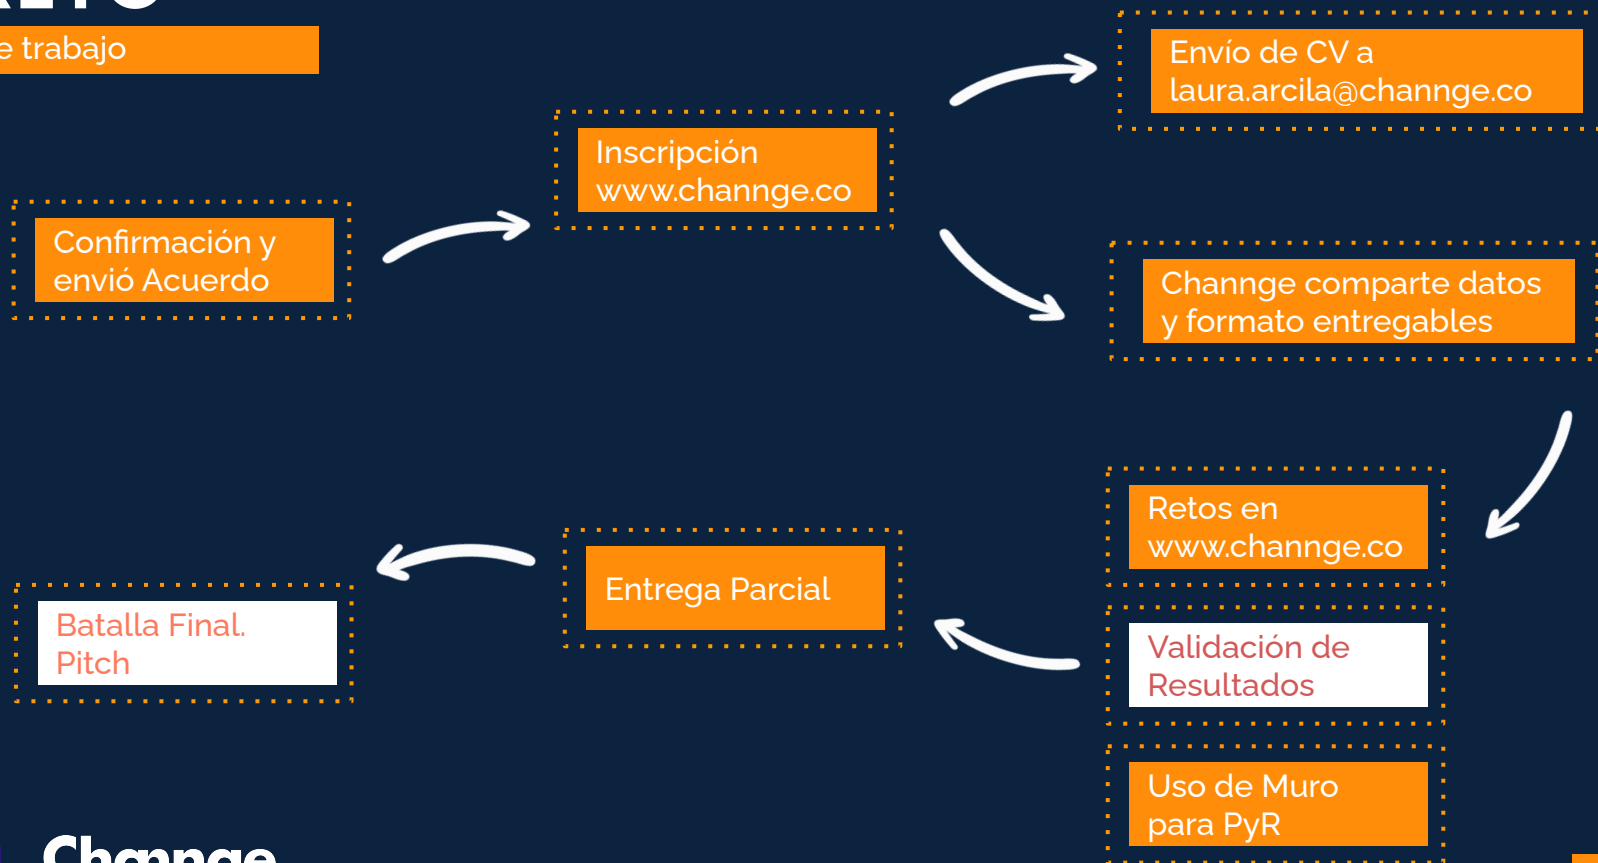 RETO
e trabajo
Envío de CV a
laura.arcila@channge.co
Inscripción
www.channge.co
Confirmación y
envió Acuerdo
Channge comparte datos
y formato entregables
Retos en
www.channge.co
Entrega Parcial
Batalla Final.
Pitch
Validación de
Resultados
Uso de Muro
para PyR
Channge